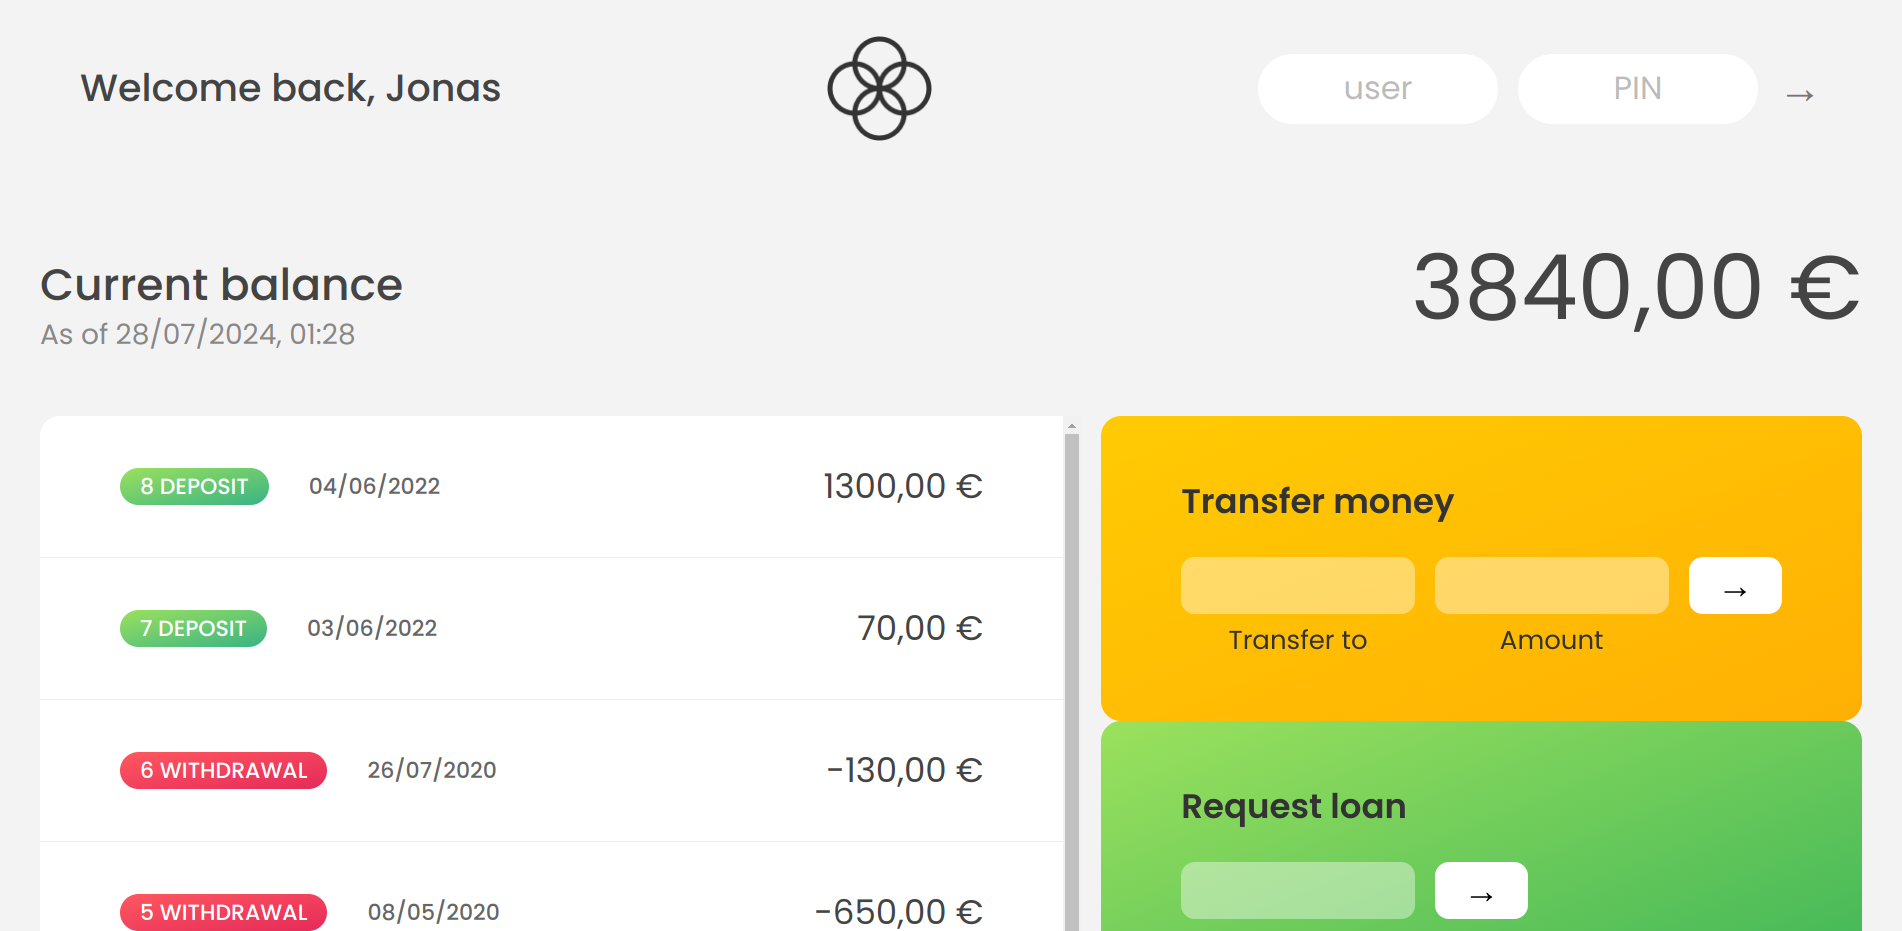 Welcome back, Jonas
user
PIN
→
Current balance
As of 28/07/2024, 01:28
3840,00 €
8 DEPOSIT 04/06/2022 1300,00 €
7 DEPOSIT 03/06/2022 70,00 €
6 WITHDRAWAL 26/07/2020 -130,00 €
5 WITHDRAWAL 08/05/2020 -650,00 €
Transfer money
→
Transfer to Amount
Request loan
→